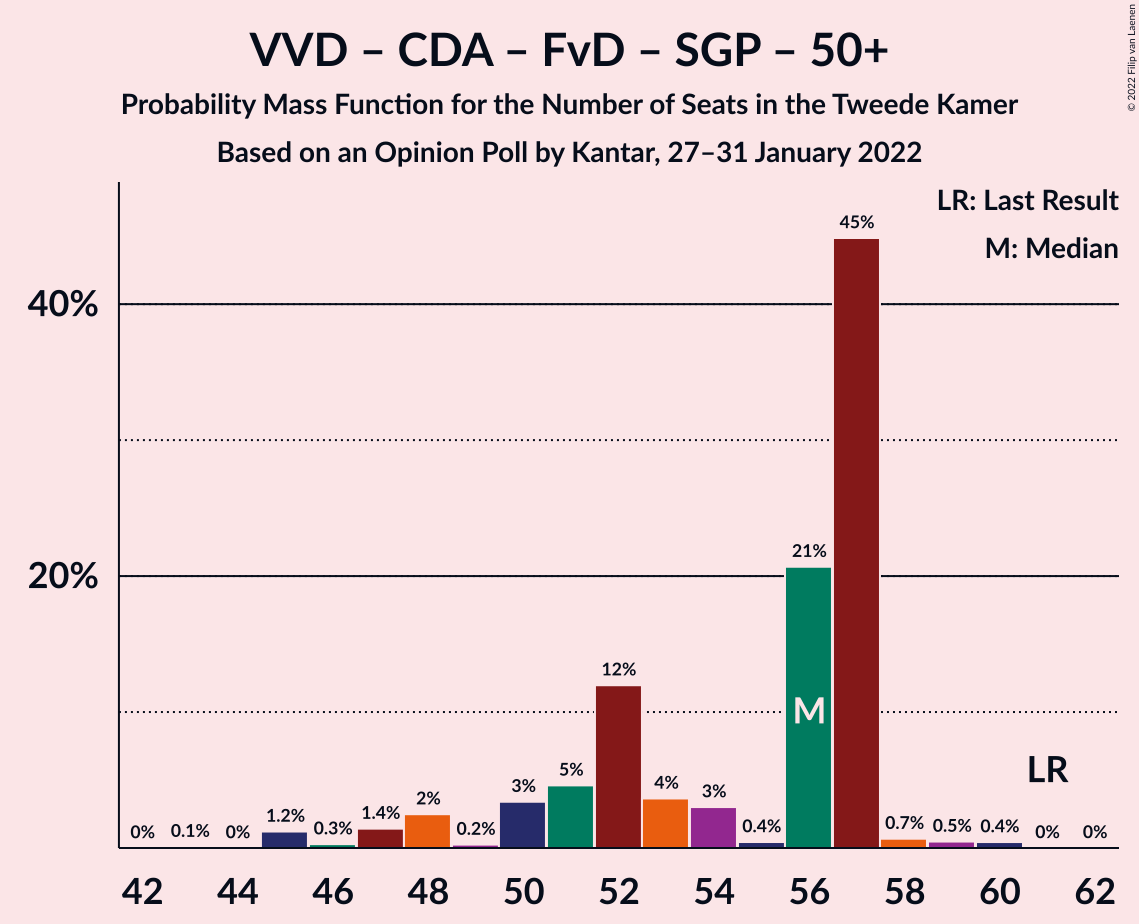 VVD – CDA – FvD – SGP – 50+
Probability Mass Function for the Number of Seats in the Tweede Kamer
Based on an Opinion Poll by Kantar, 27–31 January 2022
© 2022 Filip van Laenen
LR: Last Result
M: Median
45%
40%
21%
20%
12%
M
5%
4%
3%
3%
2%
1.4%
1.2%
LR
0% 0.1% 0% 0.3% 0.2% 0.4% 0.7% 0.5% 0.4% 0% 0%
42 44 46 48 50 52 54 56 58 60 62